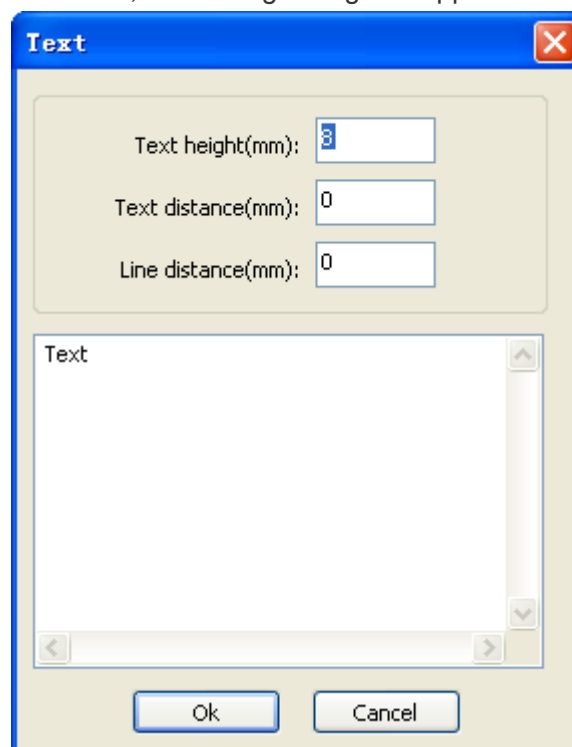 Text
Text height(mm): 8
Text distance(mm): 0
Line distance(mm): 0
Text
Ok Cancel